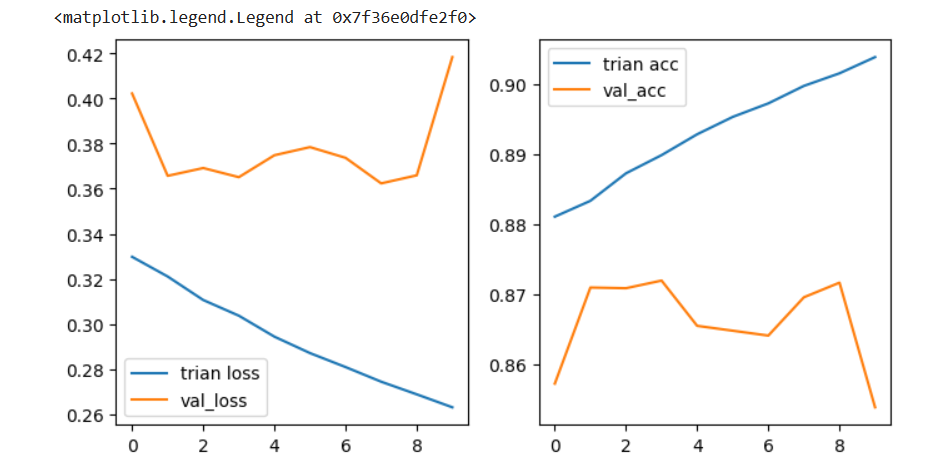 <matplotlib.legend.Legend at 0x7f36e0dfe2f0>
0.42
0.40
0.38
0.36
0.34
0.32
0.30
0.28
0.26
trian loss
val_loss
0 2 4 6 8
trian acc
val_acc
0.90
0.89
0.88
0.87
0.86
0 2 4 6 8